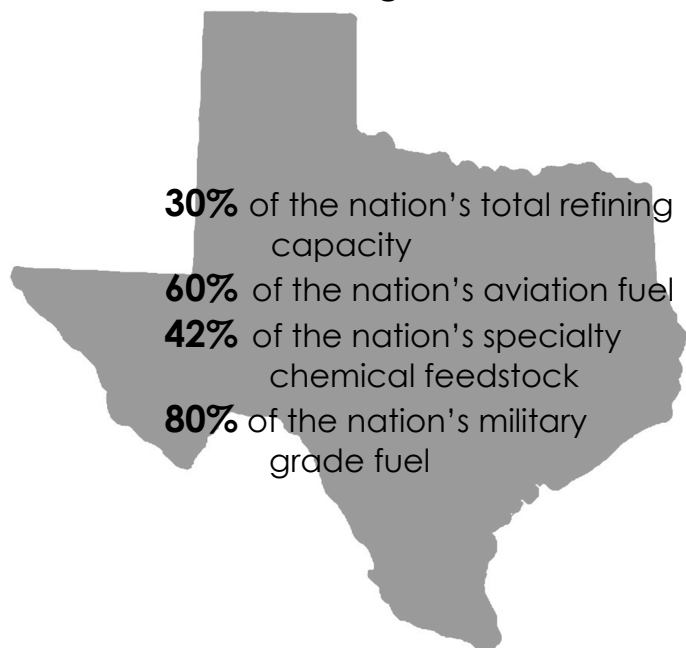 30% of the nation’s total refining
capacity
60% of the nation’s aviation fuel
42% of the nation’s specialty
chemical feedstock
80% of the nation’s military
grade fuel